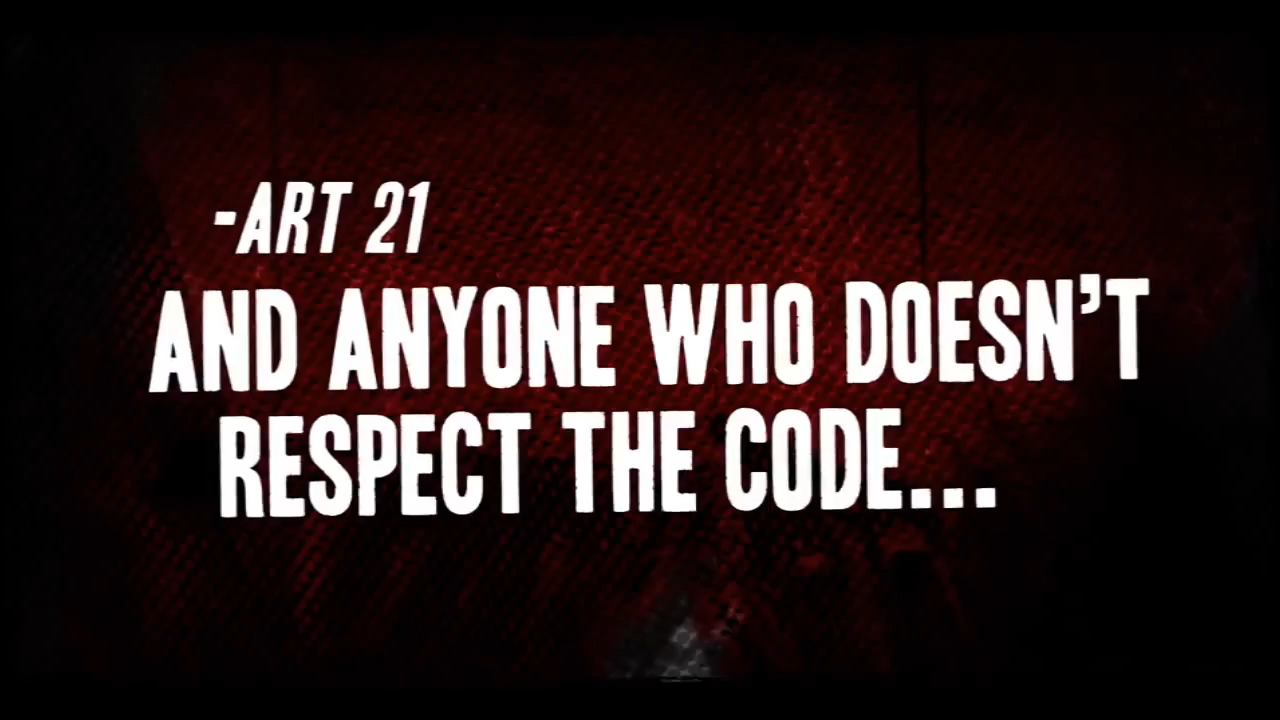 -ART 21
AND ANYONE WHO DOESN'T
RESPECT THE CODE...